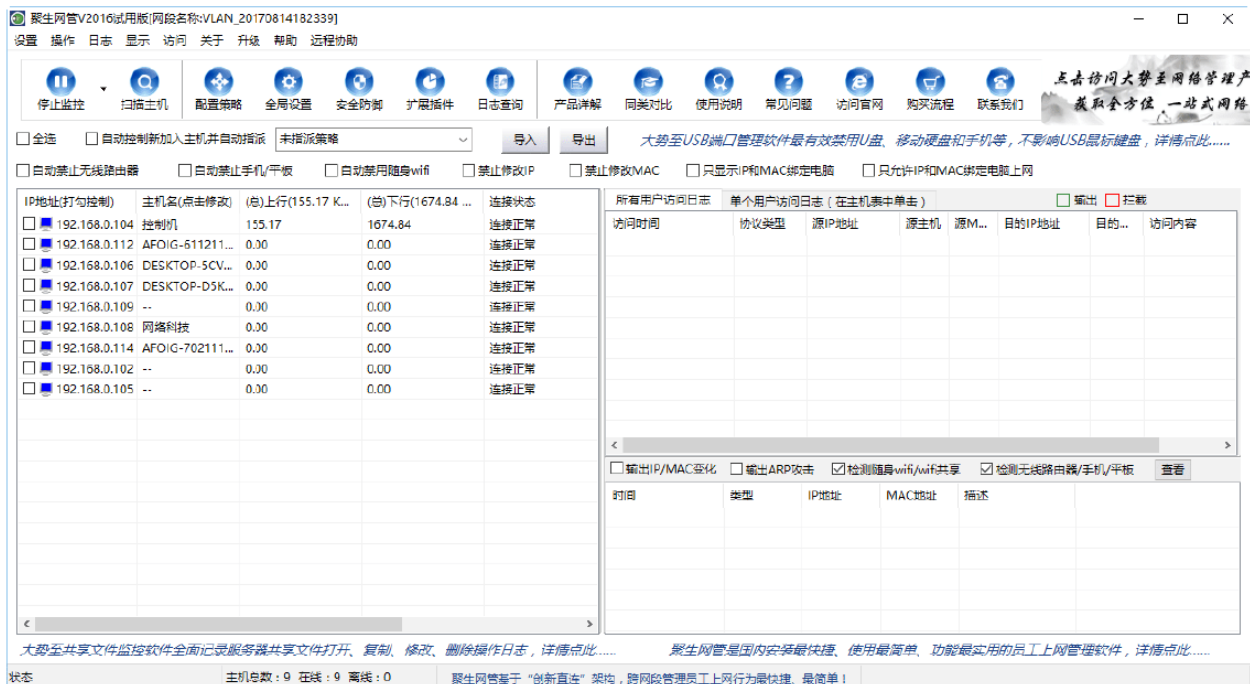 聚生网管V2016试用版[网段名称:VLAN_20170814182339]
设置 操作 日志 显示 访问 关于 升级 帮助 远程协助
停止监控 扫描主机 配置策略 全局设置 安全防御 扩展插件 日志查询 产品详解 同类对比 使用说明 常见问题 访问官网 购买流程 联系我们
点击访问大势至网络管理产
获取全方位、一站式网络
全选 自动控制新加入主机并自动指派 未指派策略 导入 导出 大势至USB端口管理软件最有效禁用U盘、移动硬盘和手机等，不影响USB鼠标键盘，详情点此......
自动禁止无线路由器 自动禁止手机/平板 自动禁用随身wifi 禁止修改IP 禁止修改MAC 只显示IP和MAC绑定电脑 只允许IP和MAC绑定电脑上网
IP地址(打勾控制) 主机名(点击修改) (总)上行(155.17 K... (总)下行(1674.84 ... 连接状态
192.168.0.104 控制机 155.17 1674.84 连接正常
192.168.0.112 AFOIG-611211... 0.00 0.00 连接正常
192.168.0.106 DESKTOP-5CV... 0.00 0.00 连接正常
192.168.0.107 DESKTOP-D5K... 0.00 0.00 连接正常
192.168.0.109 -- 0.00 0.00 连接正常
192.168.0.108 网络科技 0.00 0.00 连接正常
192.168.0.114 AFOIG-702111... 0.00 0.00 连接正常
192.168.0.102 -- 0.00 0.00 连接正常
192.168.0.105 -- 0.00 0.00 连接正常
所有用户访问日志 单个用户访问日志（在主机表中单击） 输出 拦截
访问时间 协议类型 源IP地址 源主机 源M... 目的IP地址 目的... 访问内容
输出IP/MAC变化 输出ARP攻击 检测随身wifi/wifi共享 检测无线路由器/手机/平板 查看
时间 类型 IP地址 MAC地址 描述
大势至共享文件监控软件全面记录服务器共享文件打开、复制、修改、删除操作日志，详情点此...... 聚生网管是国内安装最快捷、使用最简单、功能最实用的员工上网管理软件，详情点此......
状态 主机总数：9 在线：9 离线：0 聚生网管基于“创新直连”架构，跨网段管理员工上网行为最快捷、最简单！